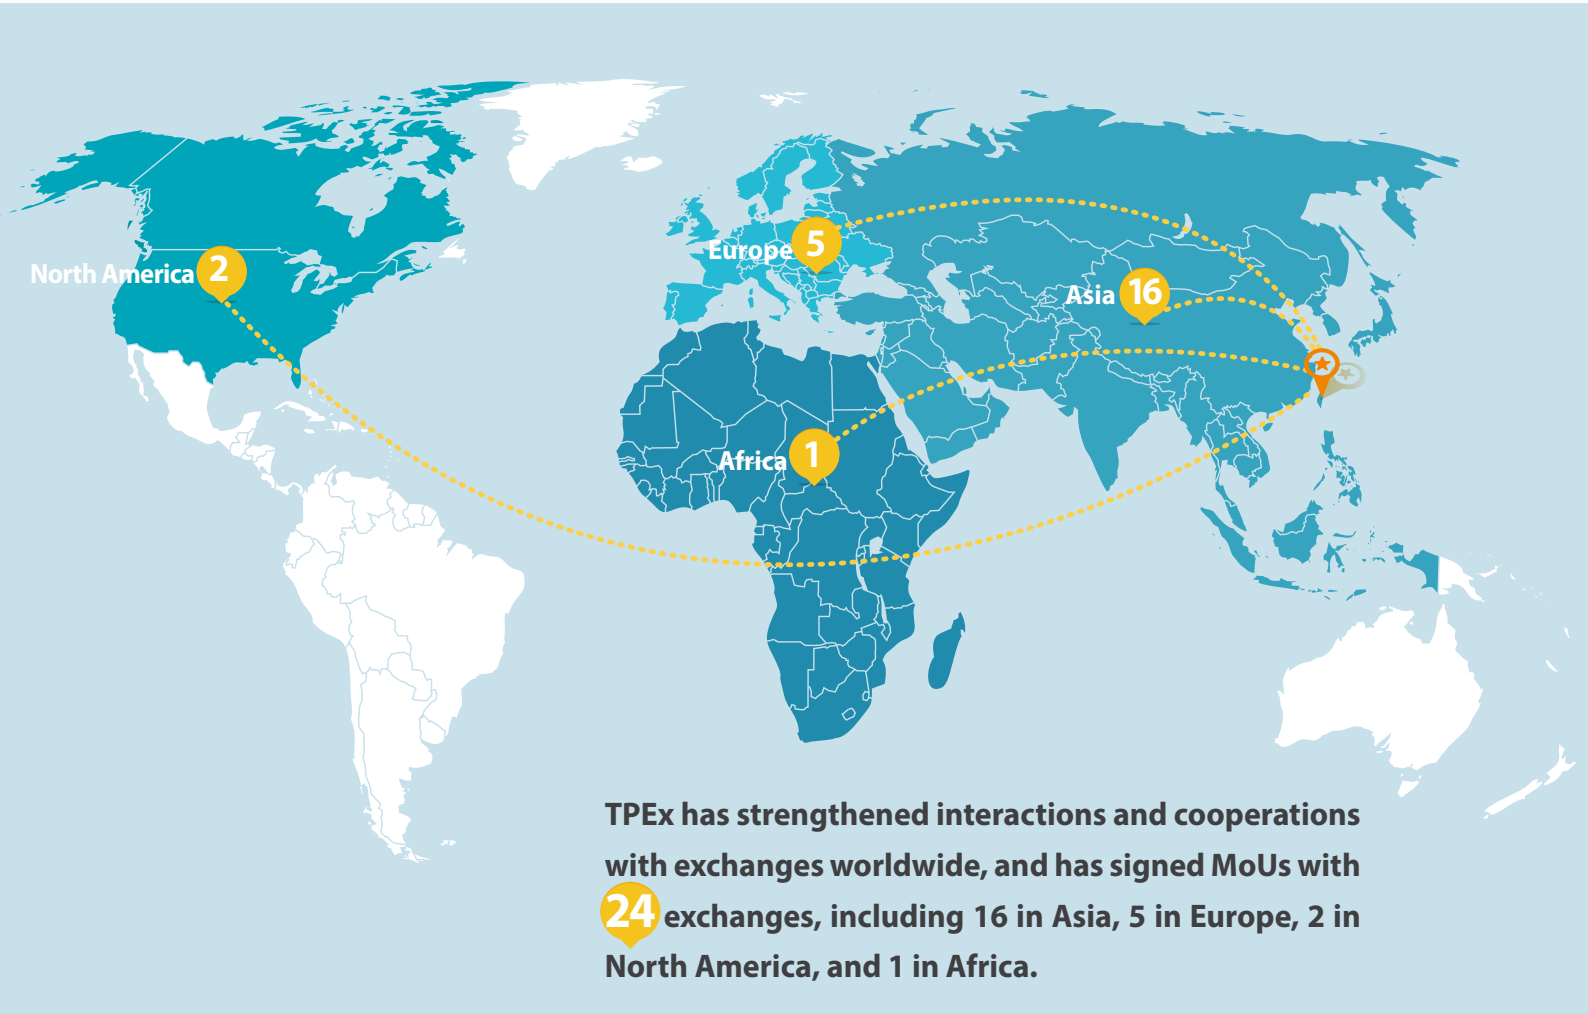 Europe 5
North America 2
Asia 16
Africa 1
TPEx has strengthened interactions and cooperations
with exchanges worldwide, and has signed MoUs with
24 exchanges, including 16 in Asia, 5 in Europe, 2 in
North America, and 1 in Africa.